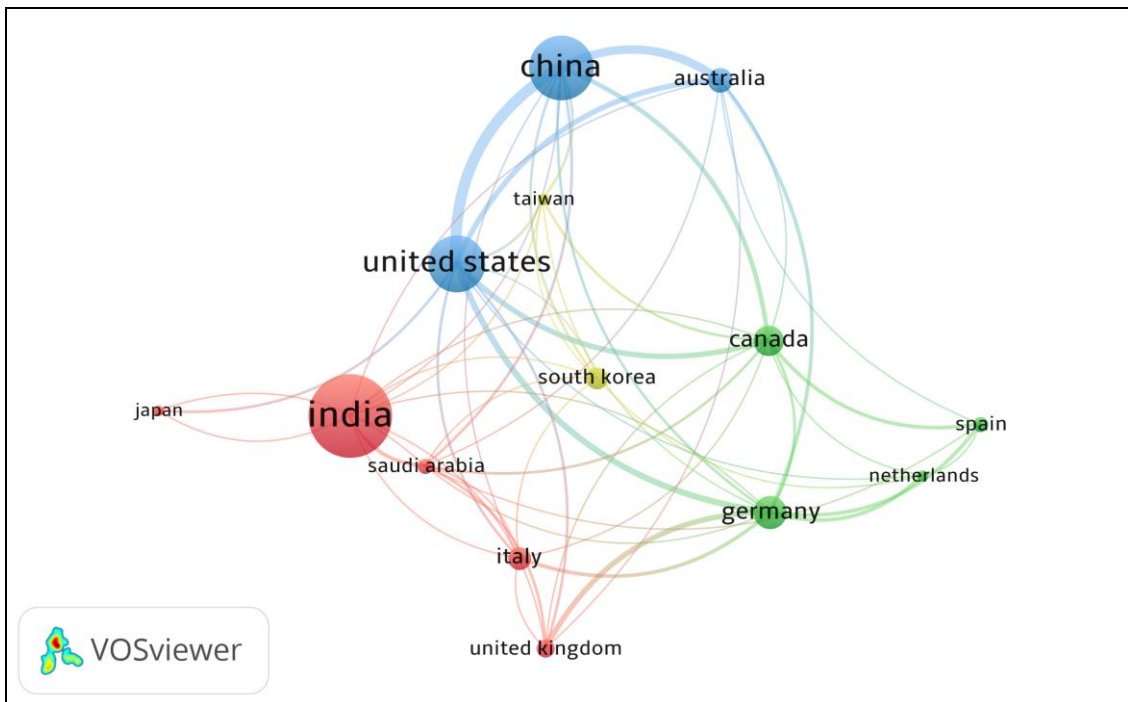 china
australia
taiwan
united states
canada
south korea
japan
india
spain
saudi arabia
netherlands
germany
italy
united kingdom
VOSviewer